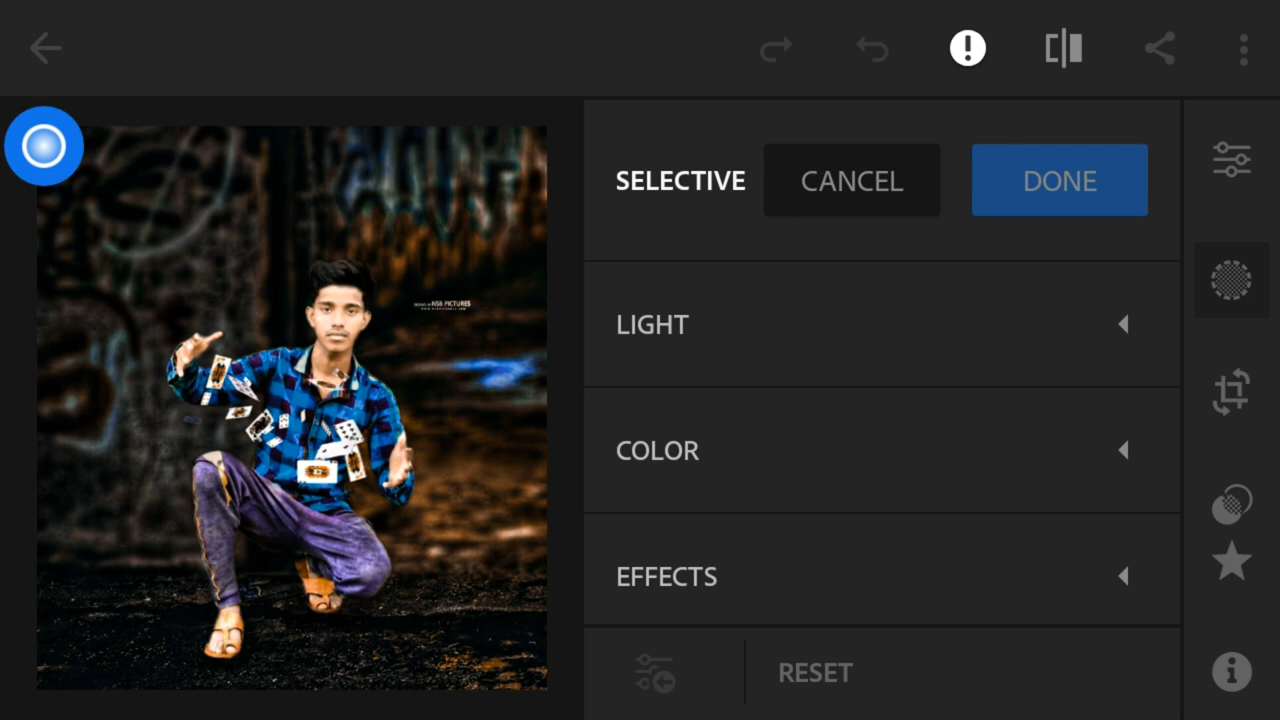 SELECTIVE
CANCEL
DONE
LIGHT
COLOR
EFFECTS
RESET
NSB PICTURES